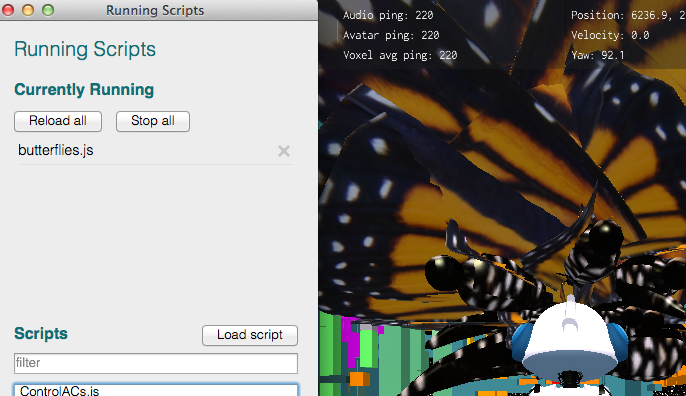 Running Scripts
Running Scripts
Currently Running
Reload all
Stop all
butterflies.js
Scripts
Load script
filter
ControlACs.js
Audio ping: 220
Avatar ping: 220
Voxel avg ping: 220
Position: 6236.9, 2
Velocity: 0.0
Yaw: 92.1